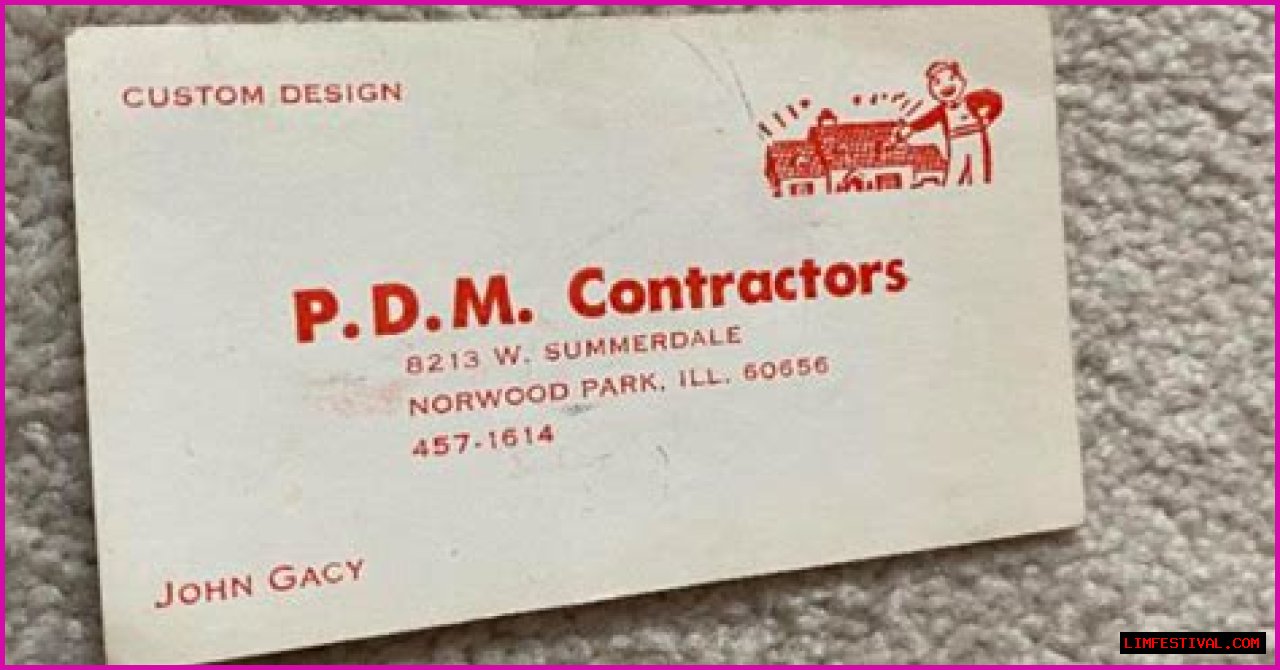 CUSTOM DESIGN
P.D.M. Contractors
8213 W. SUMMERDALE
NORWOOD PARK, ILL. 60656
457-1614
JOHN GACY
LIMFESTIVAL.COM